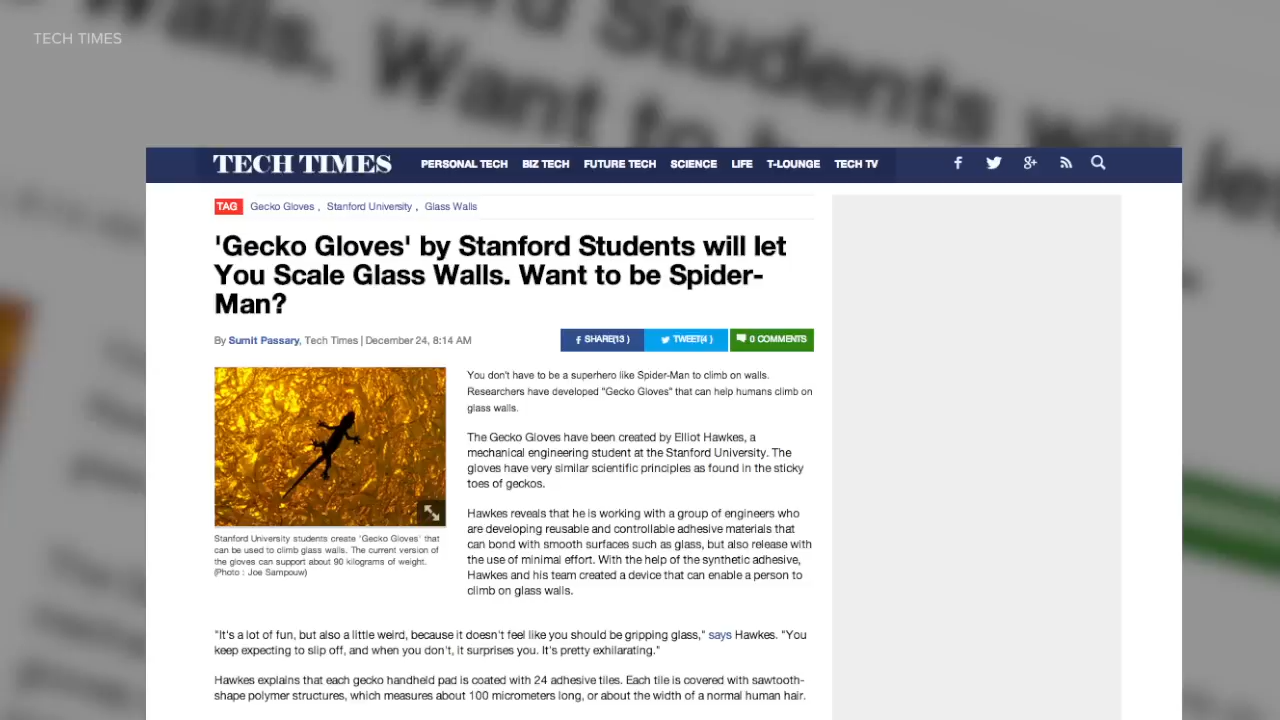 TECH TIMES
TECH TIMES PERSONAL TECH BIZ TECH FUTURE TECH SCIENCE LIFE T-LOUNGE TECH TV
TAG Gecko Gloves , Stanford University , Glass Walls
'Gecko Gloves' by Stanford Students will let
You Scale Glass Walls. Want to be Spider-
Man?
By Sumit Passary, Tech Times | December 24, 8:14 AM
SHARE(13 ) TWEET(4 ) 0 COMMENTS
You don't have to be a superhero like Spider-Man to climb on walls.
Researchers have developed "Gecko Gloves" that can help humans climb on
glass walls.
The Gecko Gloves have been created by Elliot Hawkes, a
mechanical engineering student at the Stanford University. The
gloves have very similar scientific principles as found in the sticky
toes of geckos.
Hawkes reveals that he is working with a group of engineers who
are developing reusable and controllable adhesive materials that
can bond with smooth surfaces such as glass, but also release with
the use of minimal effort. With the help of the synthetic adhesive,
Hawkes and his team created a device that can enable a person to
climb on glass walls.
Stanford University students create 'Gecko Gloves' that
can be used to climb glass walls. The current version of
the gloves can support about 90 kilograms of weight.
(Photo : Joe Sampouw)
"It's a lot of fun, but also a little weird, because it doesn't feel like you should be gripping glass," says Hawkes. "You
keep expecting to slip off, and when you don't, it surprises you. It's pretty exhilarating."
Hawkes explains that each gecko handheld pad is coated with 24 adhesive tiles. Each tile is covered with sawtooth-
shape polymer structures, which measures about 100 micrometers long, or about the width of a normal human hair.
Walls. Want to
Students will let